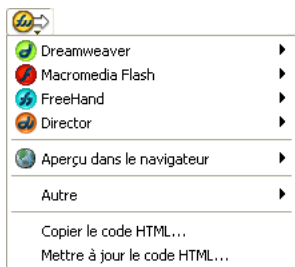 Dreamweaver
Macromedia Flash
FreeHand
Director
Aperçu dans le navigateur
Autre
Copier le code HTML...
Mettre à jour le code HTML...